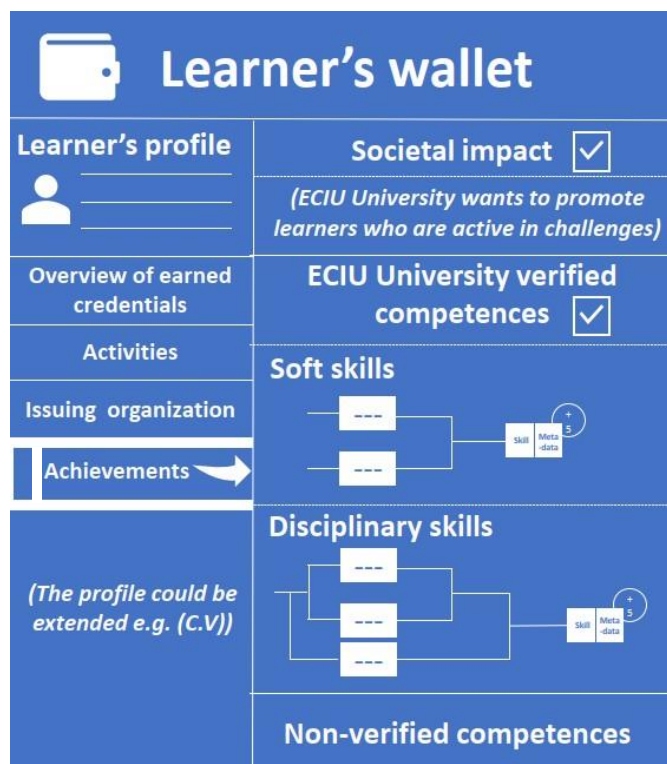 Learner's wallet
Learner's profile
Overview of earned
credentials
Activities
Issuing organization
Achievements
(The profile could be
extended e.g. (C.V))
Societal impact
(ECIU University wants to promote
learners who are active in challenges)
ECIU University verified
competences
Soft skills
---
---
Skill
Meta
-data
+
5
Disciplinary skills
---
---
---
Skill
Meta
-data
+
5
Non-verified competences